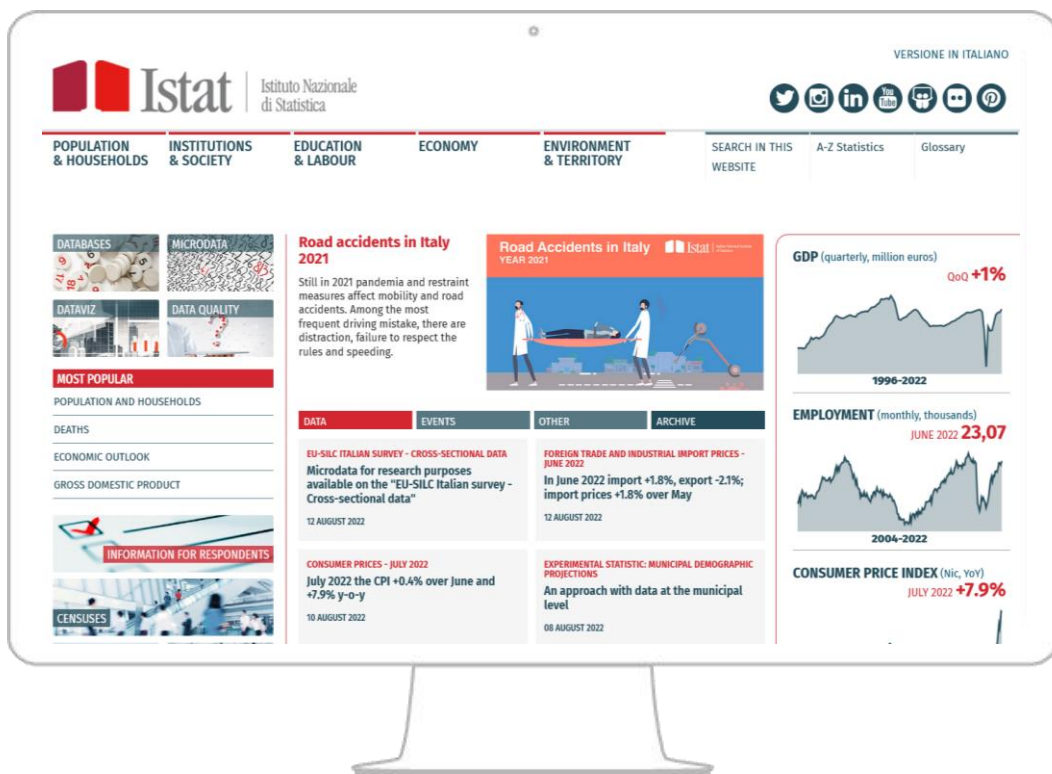 VERSIONE IN ITALIANO
Istat
Istituto Nazionale
di Statistica
You
Tube
POPULATION
& HOUSEHOLDS
INSTITUTIONS
& SOCIETY
EDUCATION
& LABOUR
ECONOMY
ENVIRONMENT
& TERRITORY
SEARCH IN THIS
WEBSITE
A-Z Statistics
Glossary
DATABASES
MICRODATA
DATAVIZ
DATA QUALITY
MOST POPULAR
POPULATION AND HOUSEHOLDS
DEATHS
ECONOMIC OUTLOOK
GROSS DOMESTIC PRODUCT
INFORMATION FOR RESPONDENTS
CENSUSES
Road accidents in Italy
2021
Still in 2021 pandemia and restraint
measures affect mobility and road
accidents. Among the most
frequent driving mistake, there are
distraction, failure to respect the
rules and speeding.
Road Accidents in Italy
YEAR 2021
Istat
DATA
EVENTS
OTHER
ARCHIVE
EU-SILC ITALIAN SURVEY - CROSS-SECTIONAL DATA
Microdata for research purposes
available on the "EU-SILC Italian survey -
Cross-sectional data"
12 AUGUST 2022
FOREIGN TRADE AND INDUSTRIAL IMPORT PRICES -
JUNE 2022
In June 2022 import +1.8%, export -2.1%;
import prices +1.8% over May
12 AUGUST 2022
CONSUMER PRICES - JULY 2022
July 2022 the CPI +0.4% over June and
+7.9% y-o-y
10 AUGUST 2022
EXPERIMENTAL STATISTIC: MUNICIPAL DEMOGRAPHIC
PROJECTIONS
An approach with data at the municipal
level
08 AUGUST 2022
GDP (quarterly, million euros)
QoQ +1%
1996-2022
EMPLOYMENT (monthly, thousands)
JUNE 2022 23,07
2004-2022
CONSUMER PRICE INDEX (Nic, YoY)
JULY 2022 +7.9%